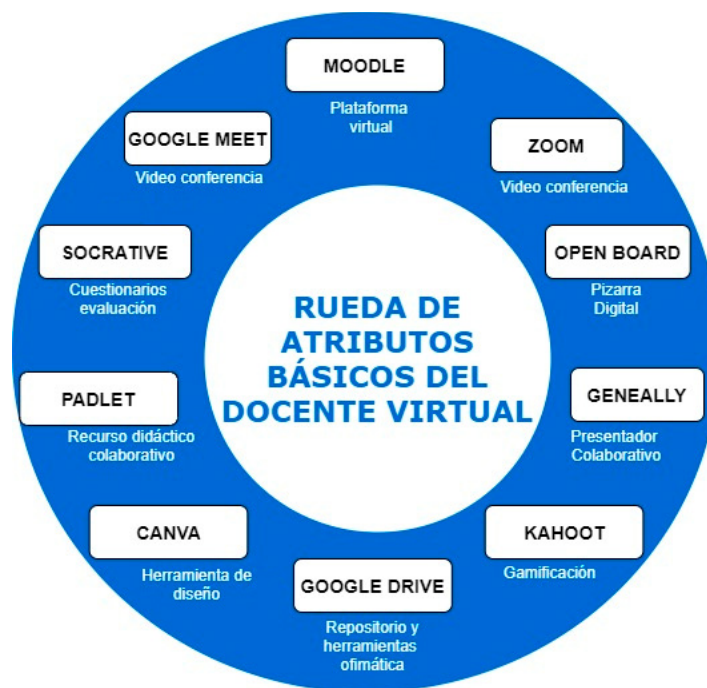 MOODLE
Plataforma
virtual
GOOGLE MEET
Video conferencia
ZOOM
Video conferencia
SOCRATIVE
Cuestionarios
evaluación
OPEN BOARD
Pizarra
Digital
RUEDA DE
ATRIBUTOS
BÁSICOS DEL
DOCENTE VIRTUAL
PADLET
Recurso didáctico
colaborativo
GENEALLY
Presentador
Colaborativo
CANVA
Herramienta de
diseño
KAHOOT
Gamificación
GOOGLE DRIVE
Repositorio y
herramientas
ofimática